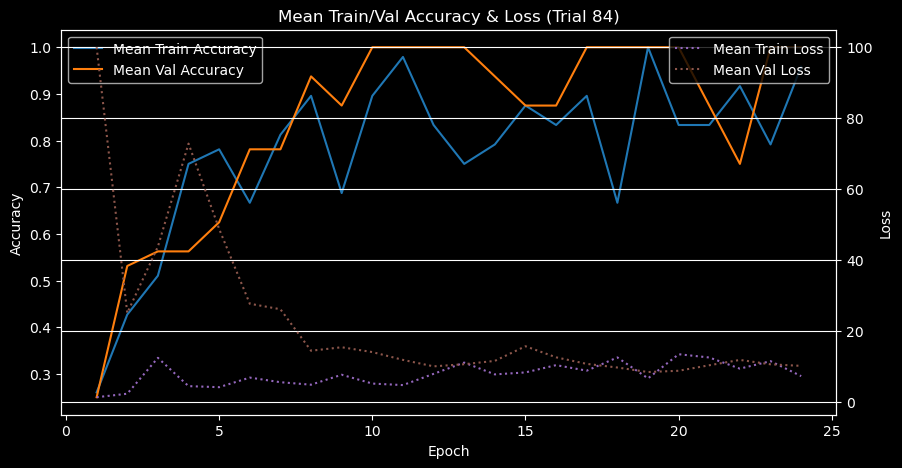 Mean Train/Val Accuracy & Loss (Trial 84)
Mean Train Accuracy
Mean Val Accuracy
Mean Train Loss
Mean Val Loss
1.0
0.9
0.8
0.7
0.6
0.5
0.4
0.3
Accuracy
100
80
60
40
20
0
Loss
0
5
10
15
20
25
Epoch